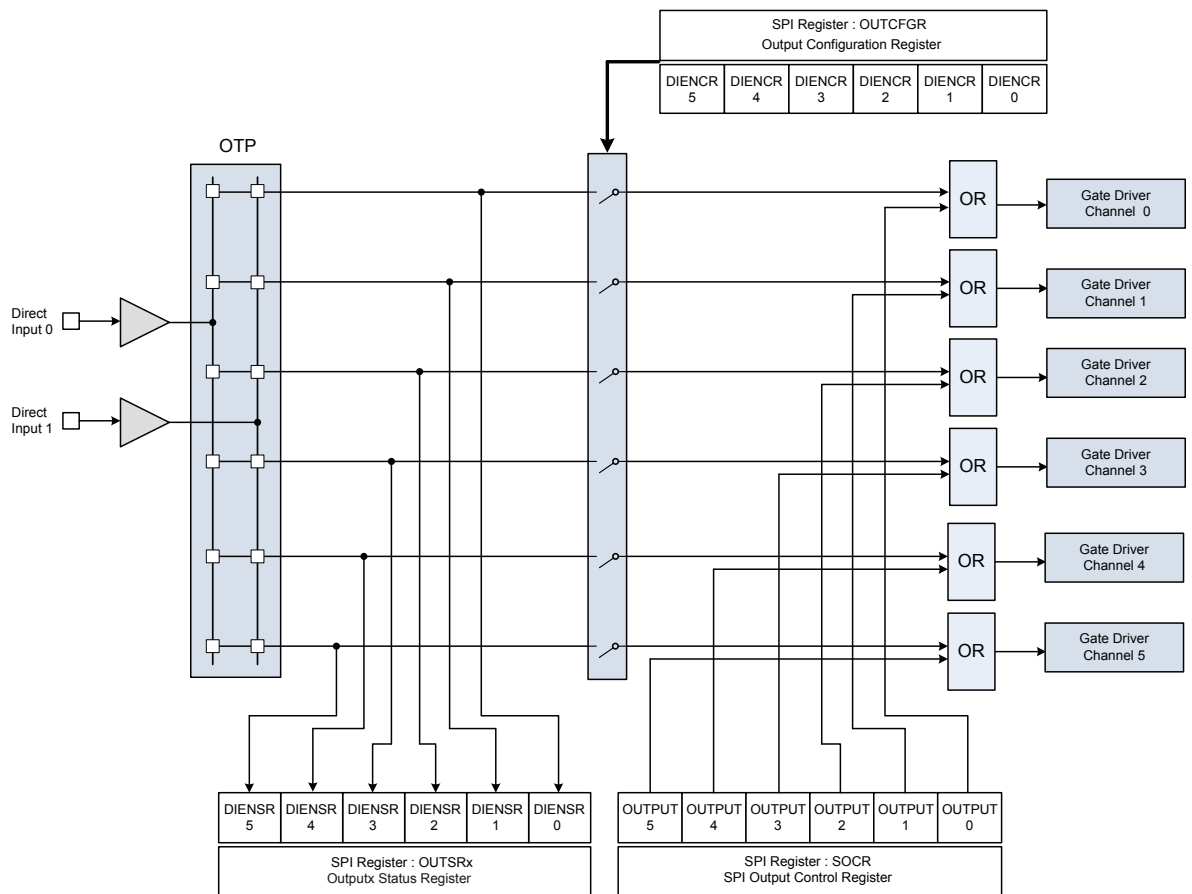 SPI Register : OUTCFGR
Output Configuration Register
DIENCR 5
DIENCR 4
DIENCR 3
DIENCR 2
DIENCR 1
DIENCR 0
OTP
OR
Gate Driver
Channel 0
OR
Gate Driver
Channel 1
Direct
Input 0
OR
Gate Driver
Channel 2
Direct
Input 1
OR
Gate Driver
Channel 3
OR
Gate Driver
Channel 4
OR
Gate Driver
Channel 5
DIENSR 5
DIENSR 4
DIENSR 3
DIENSR 2
DIENSR 1
DIENSR 0
SPI Register : OUTSRx
Outputx Status Register
OUTPUT 5
OUTPUT 4
OUTPUT 3
OUTPUT 2
OUTPUT 1
OUTPUT 0
SPI Register : SOCR
SPI Output Control Register